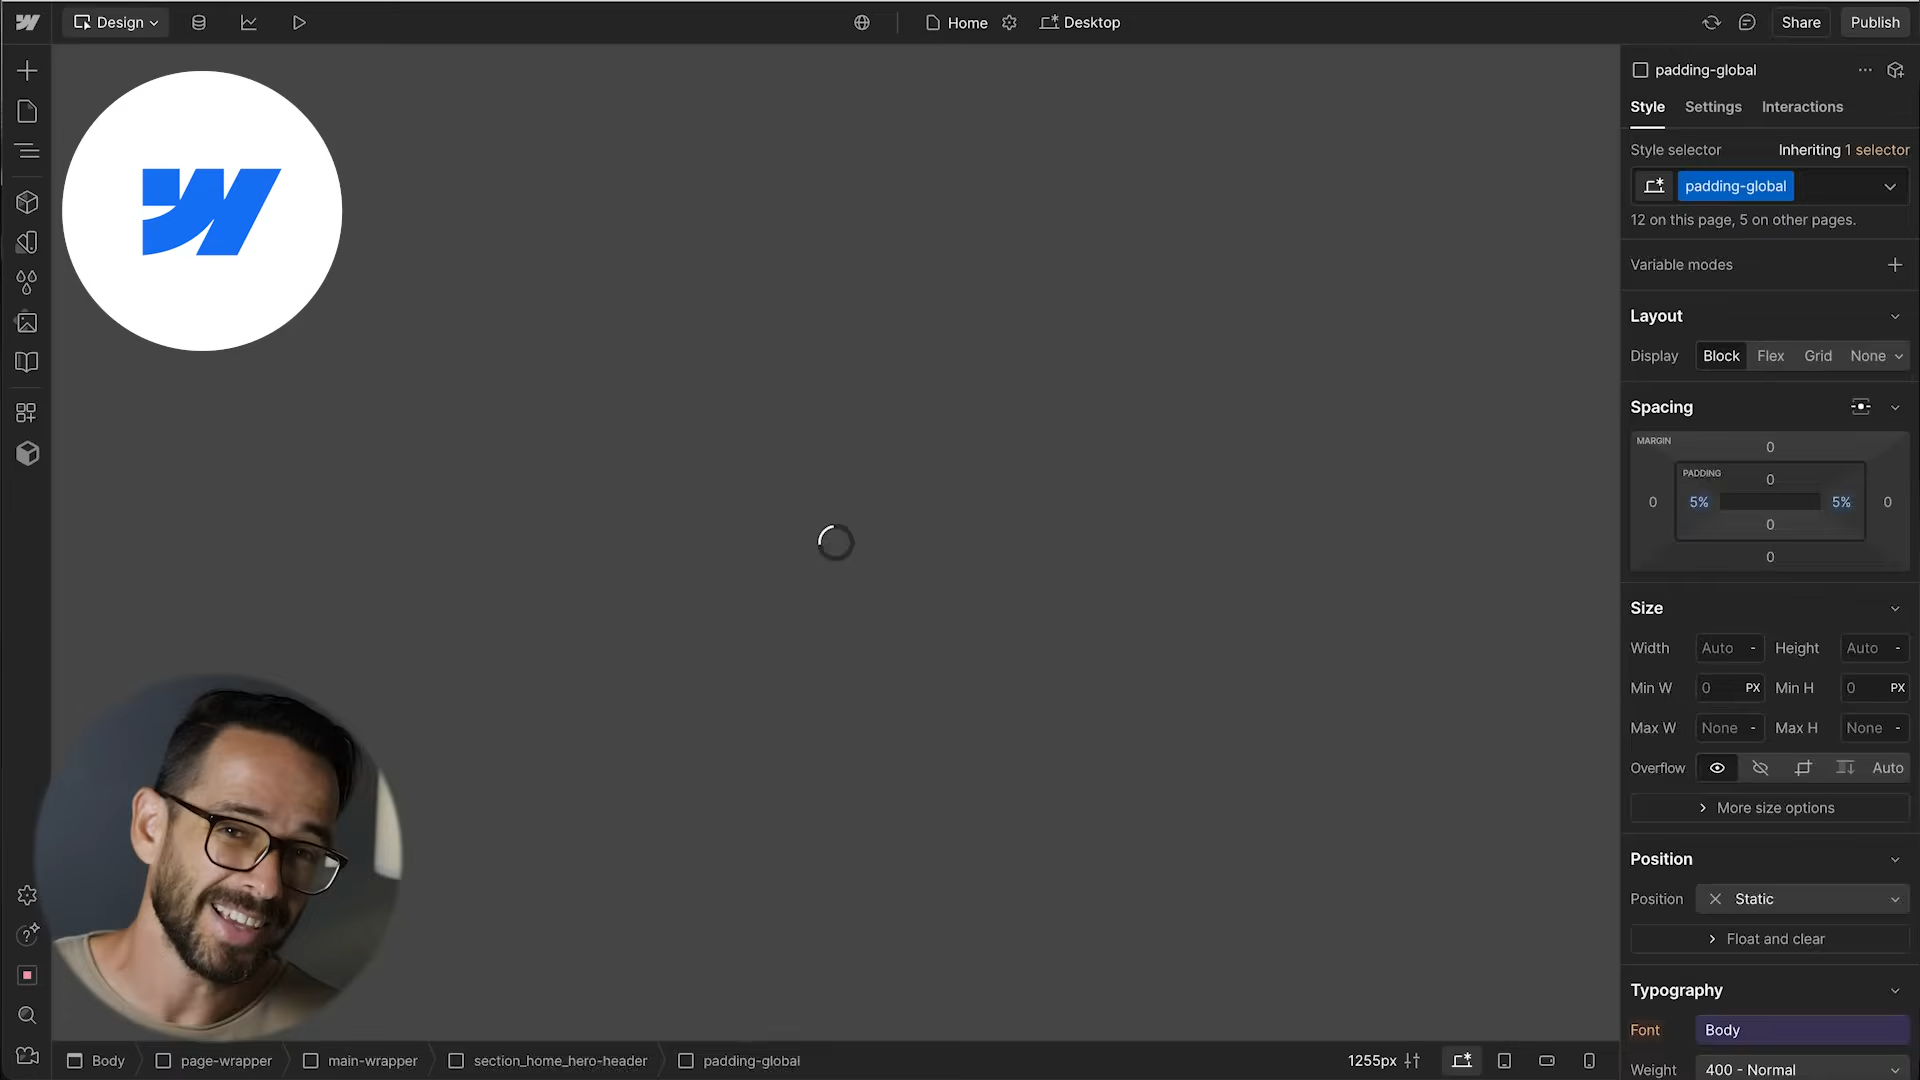 Design
Home
Desktop
Share
Publish
padding-global
Style
Settings
Interactions
Style selector
Inheriting 1 selector
padding-global
12 on this page, 5 on other pages.
Variable modes
Layout
Display
Block
Flex
Grid
None
Spacing
MARGIN
0
PADDING
0
0
5%
5%
0
0
0
Size
Width
Auto
-
Height
Auto
-
Min W
0
PX
Min H
0
PX
Max W
None
-
Max H
None
-
Overflow
Auto
More size options
Position
Position
Static
Float and clear
Typography
Font
Body
Weight
400 - Normal
Body
page-wrapper
main-wrapper
section_home_hero-header
padding-global
1255px